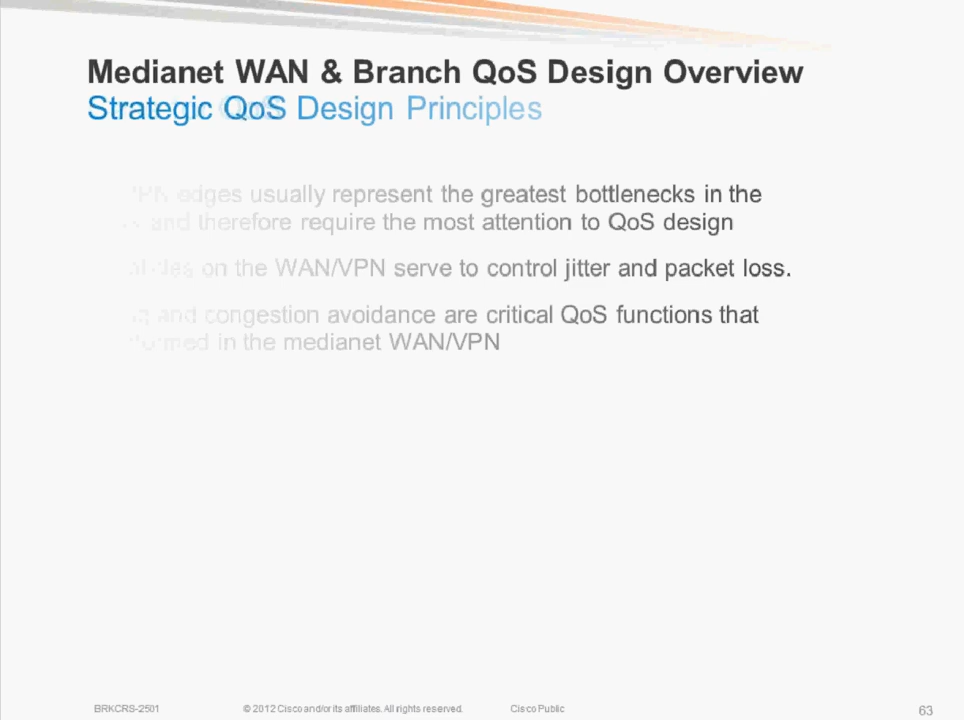 Medianet WAN & Branch QoS Design Overview
Strategic QoS Design Principles
edges usually represent the greatest bottlenecks in the
and therefore require the most attention to QoS design
on the WAN/VPN serve to control jitter and packet loss.
and congestion avoidance are critical QoS functions that
in the medianet WAN/VPN
BRKCRS-2501
© 2012 Cisco and/or its affiliates. All rights reserved.
Cisco Public
63